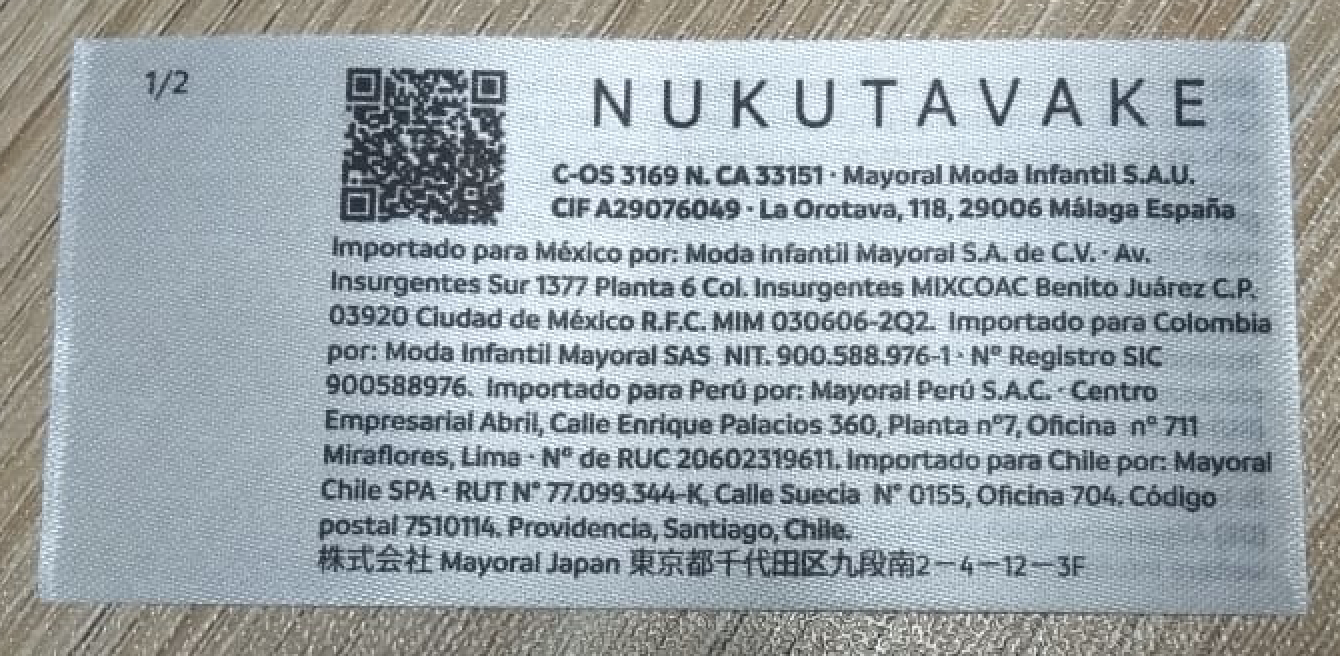 1/2
NUKUTAVAKE
C-OS 3169 N. CA 33151 · Mayoral Moda Infantil S.A.U.
CIF A29076049 · La Orotava, 118, 29006 Málaga España
Importado para México por: Moda Infantil Mayoral S.A. de C.V. · Av.
Insurgentes Sur 1377 Planta 6 Col. Insurgentes MIXCOAC Benito Juárez C.P.
03920 Ciudad de México R.F.C. MIM 030606-2Q2. Importado para Colombia
por: Moda Infantil Mayoral SAS NIT. 900.588.976-1 · Nº Registro SIC
900588976. Importado para Perú por: Mayoral Perú S.A.C. · Centro
Empresarial Abril, Calle Enrique Palacios 360, Planta nº7, Oficina nº 711
Miraflores, Lima · Nº de RUC 20602319611. Importado para Chile por: Mayoral
Chile SPA · RUT N° 77.099.344-K, Calle Suecia N° 0155, Oficina 704. Código
postal 7510114. Providencia, Santiago, Chile.
株式会社 Mayoral Japan 東京都千代田区九段南2－4－12－3F